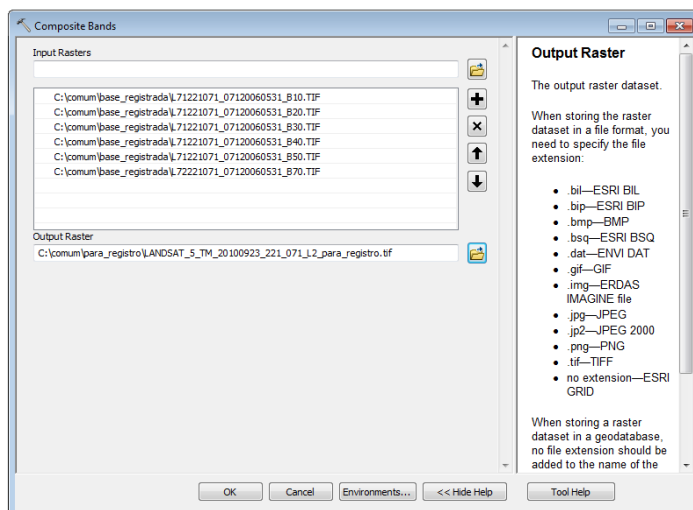 Composite Bands
Input Rasters
C:\comum\base_registrada\L71221071_07120060531_B10.TIF
C:\comum\base_registrada\L71221071_07120060531_B20.TIF
C:\comum\base_registrada\L71221071_07120060531_B30.TIF
C:\comum\base_registrada\L71221071_07120060531_B40.TIF
C:\comum\base_registrada\L71221071_07120060531_B50.TIF
C:\comum\base_registrada\L72221071_07120060531_B70.TIF
Output Raster
C:\comum\para_registro\LANDSAT_5_TM_20100923_221_071_L2_para_registro.tif
OK
Cancel
Environments...
<< Hide Help
Tool Help
Output Raster
The output raster dataset.
When storing the raster
dataset in a file format, you
need to specify the file
extension:
• .bil—ESRI BIL
• .bip—ESRI BIP
• .bmp—BMP
• .bsq—ESRI BSQ
• .dat—ENVI DAT
• .gif—GIF
• .img—ERDAS
IMAGINE file
• .jpg—JPEG
• .jp2—JPEG 2000
• .png—PNG
• .tif—TIFF
• no extension—ESRI
GRID
When storing a raster
dataset in a geodatabase,
no file extension should be
added to the name of the